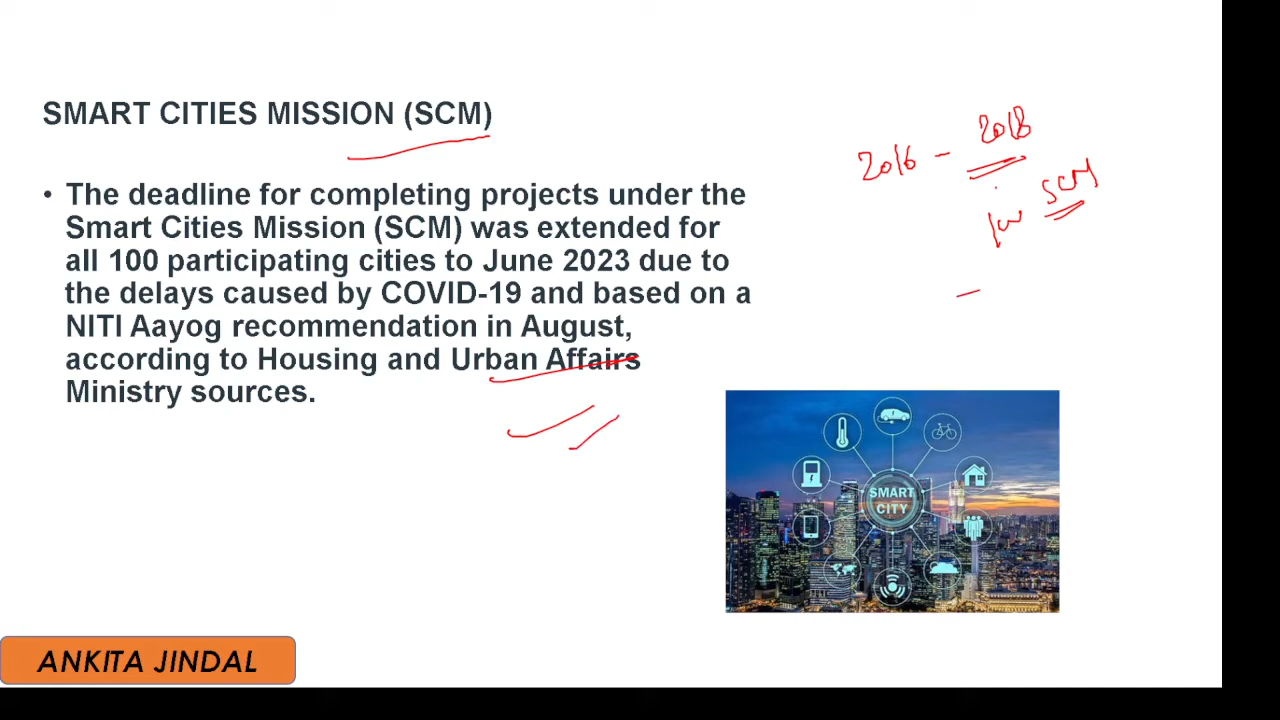 SMART CITIES MISSION (SCM)
• The deadline for completing projects under the
Smart Cities Mission (SCM) was extended for
all 100 participating cities to June 2023 due to
the delays caused by COVID-19 and based on a
NITI Aayog recommendation in August,
according to Housing and Urban Affairs
Ministry sources.
2016 - 2018
SCM
SMART
CITY
ANKITA JINDAL